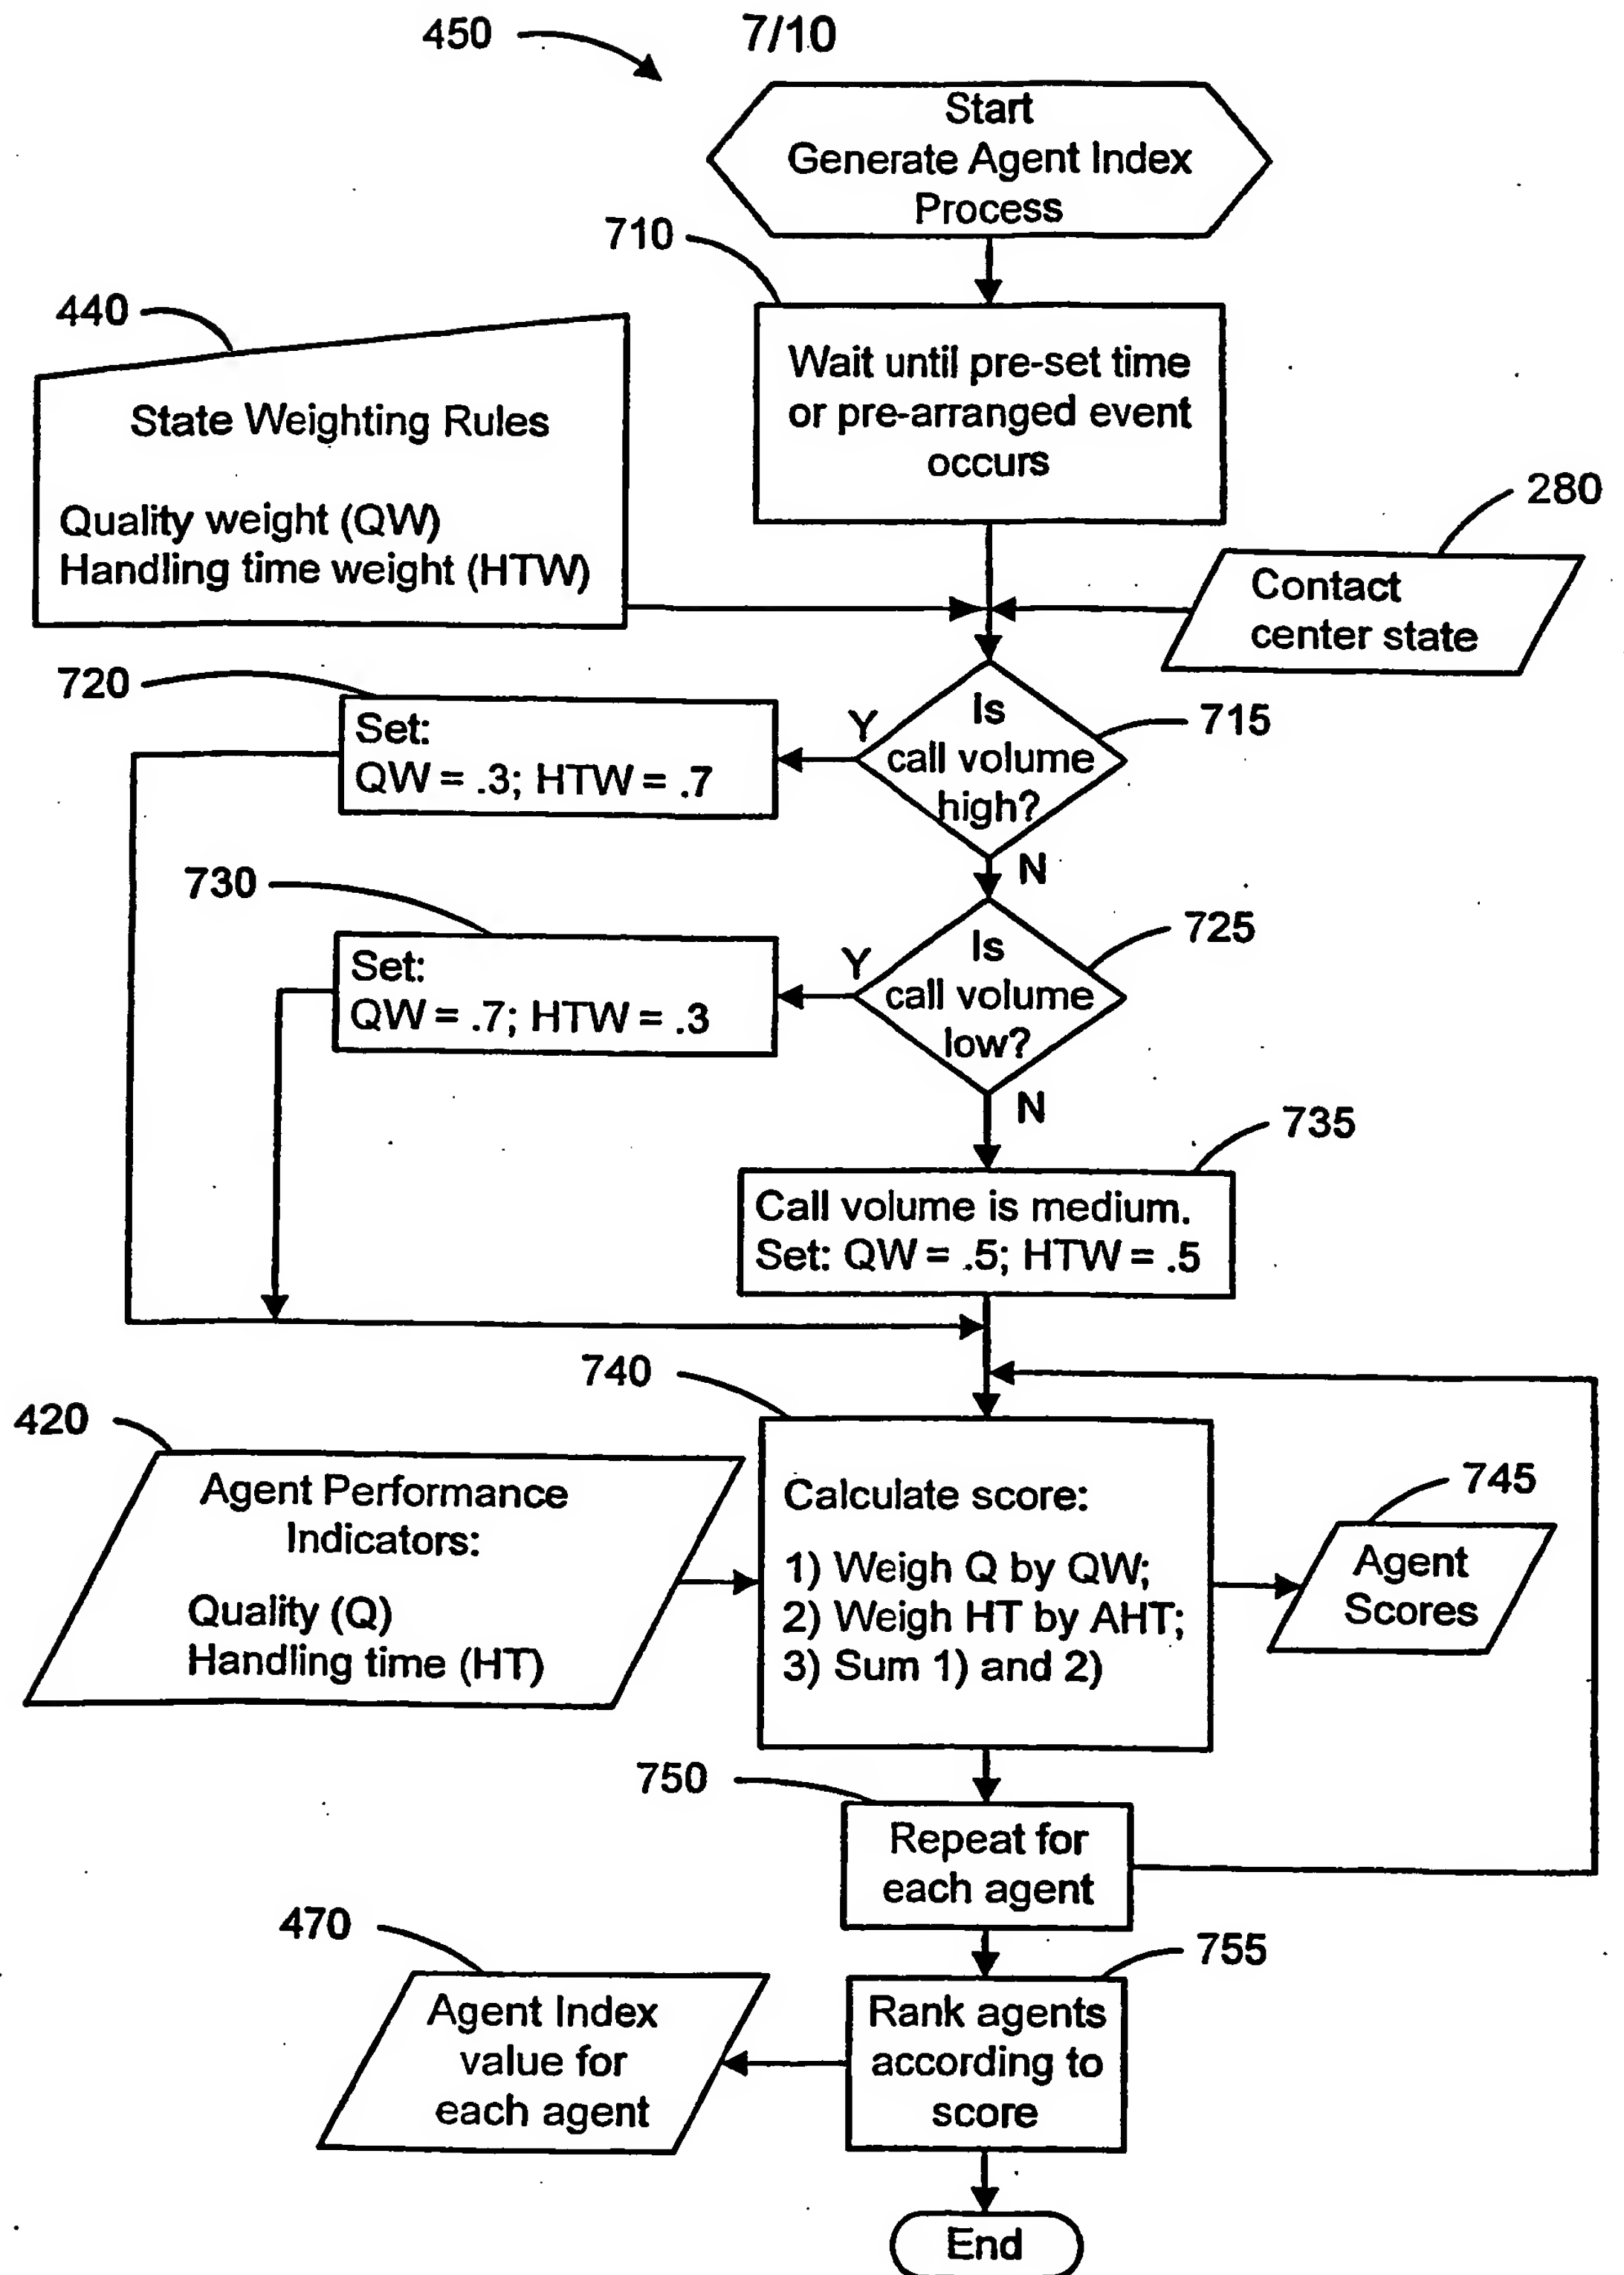 450
7/10
Start
Generate Agent Index
Process
710
Wait until pre-set time
or pre-arranged event
occurs
440
State Weighting Rules
Quality weight (QW)
Handling time weight (HTW)
280
Contact
center state
715
Is
call volume
high?
Y
N
720
Set:
QW = .3; HTW = .7
725
Is
call volume
low?
Y
N
730
Set:
QW = .7; HTW = .3
735
Call volume is medium.
Set: QW = .5; HTW = .5
740
Calculate score:
1) Weigh Q by QW;
2) Weigh HT by AHT;
3) Sum 1) and 2)
420
Agent Performance
Indicators:
Quality (Q)
Handling time (HT)
745
Agent
Scores
750
Repeat for
each agent
755
Rank agents
according to
score
470
Agent Index
value for
each agent
End